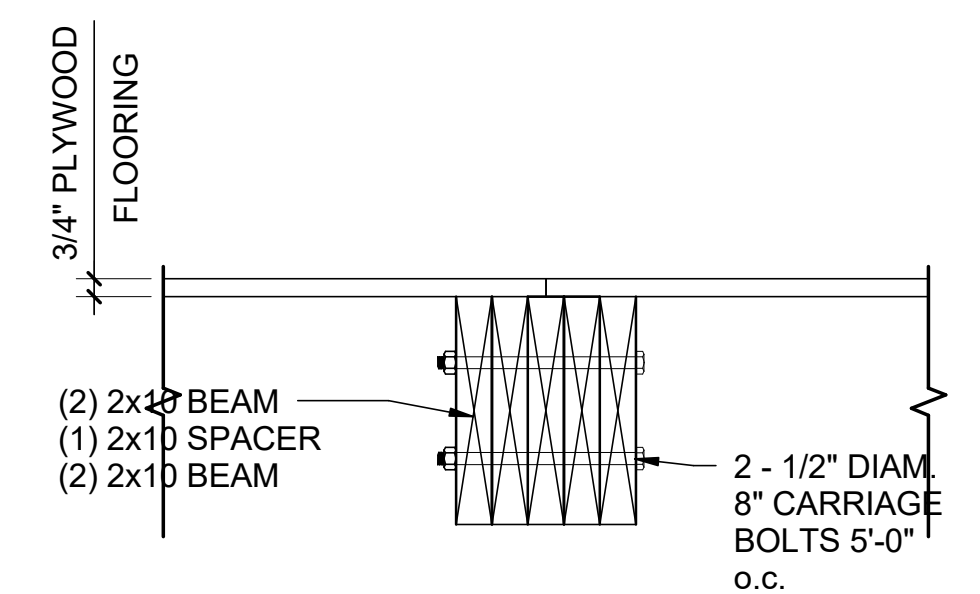 3/4" PLYWOOD
FLOORING
(2) 2x10 BEAM
(1) 2x10 SPACER
(2) 2x10 BEAM
2 - 1/2" DIAM.
8" CARRIAGE
BOLTS 5'-0"
o.c.